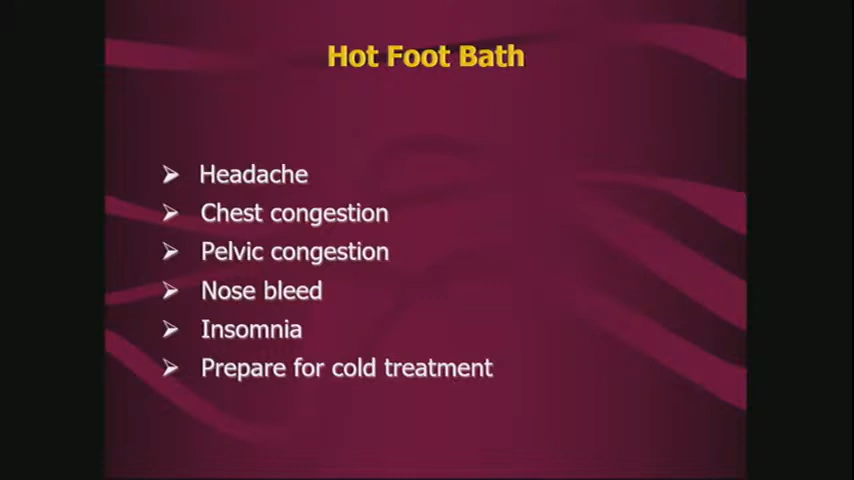 Hot Foot Bath
➢ Headache
➢ Chest congestion
➢ Pelvic congestion
➢ Nose bleed
➢ Insomnia
➢ Prepare for cold treatment